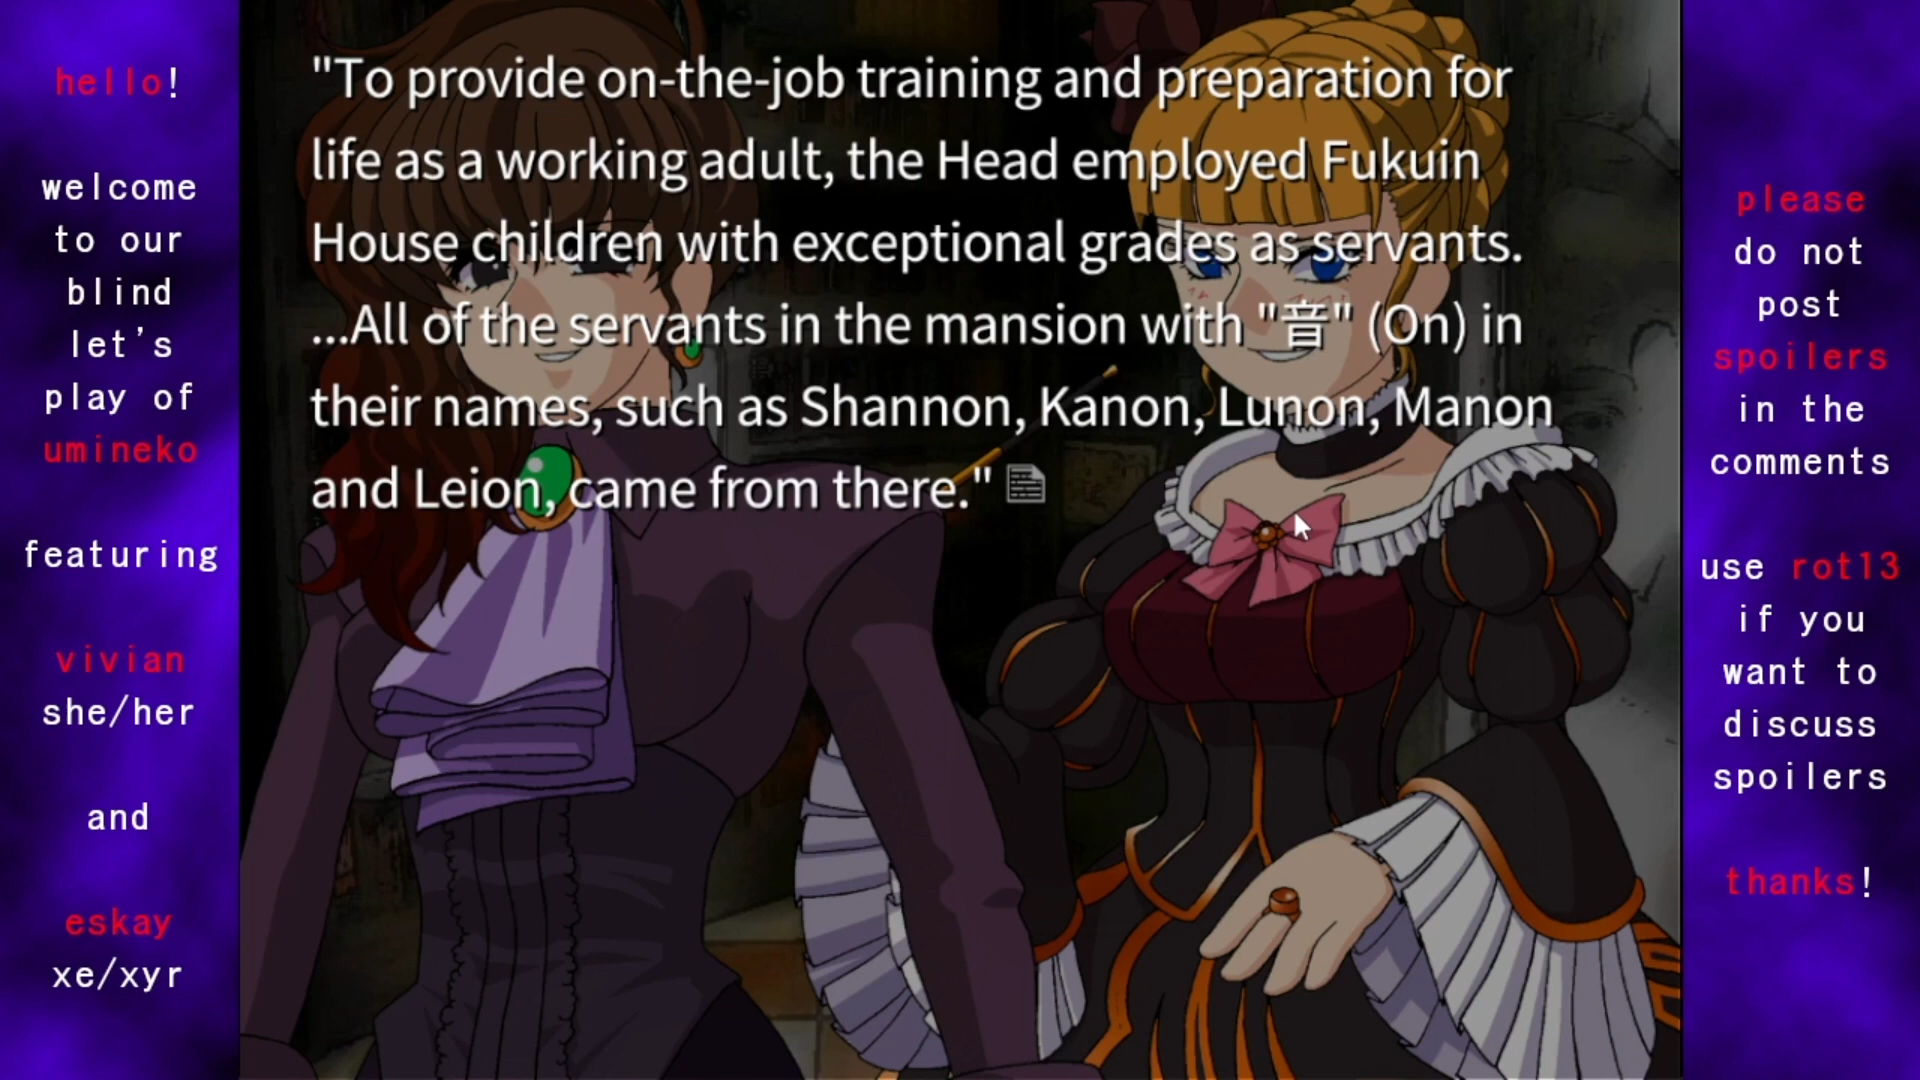 hello!
welcome
to our
blind
let's
play of
umineko
featuring
vivian
she/her
and
eskay
xe/xyr
"To provide on-the-job training and preparation for
life as a working adult, the Head employed Fukuin
House children with exceptional grades as servants.
...All of the servants in the mansion with "音" (On) in
their names, such as Shannon, Kanon, Lunon, Manon
and Leion, came from there."
please
do not
post
spoilers
in the
comments
use rot13
if you
want to
discuss
spoilers
thanks!